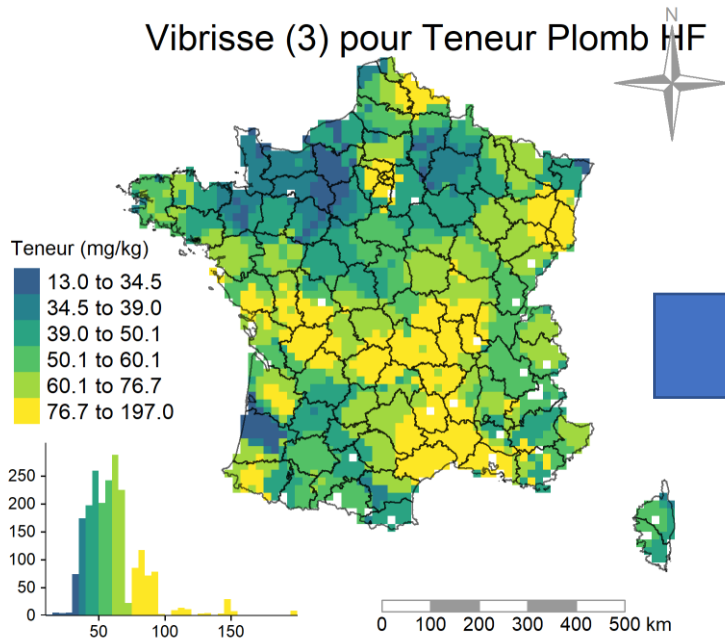 Vibrisse (3) pour Teneur Plomb HF
N
Teneur (mg/kg)
13.0 to 34.5
34.5 to 39.0
39.0 to 50.1
50.1 to 60.1
60.1 to 76.7
76.7 to 197.0
250
200
150
100
50
0
50 150
0 100 200 300 400 500 km